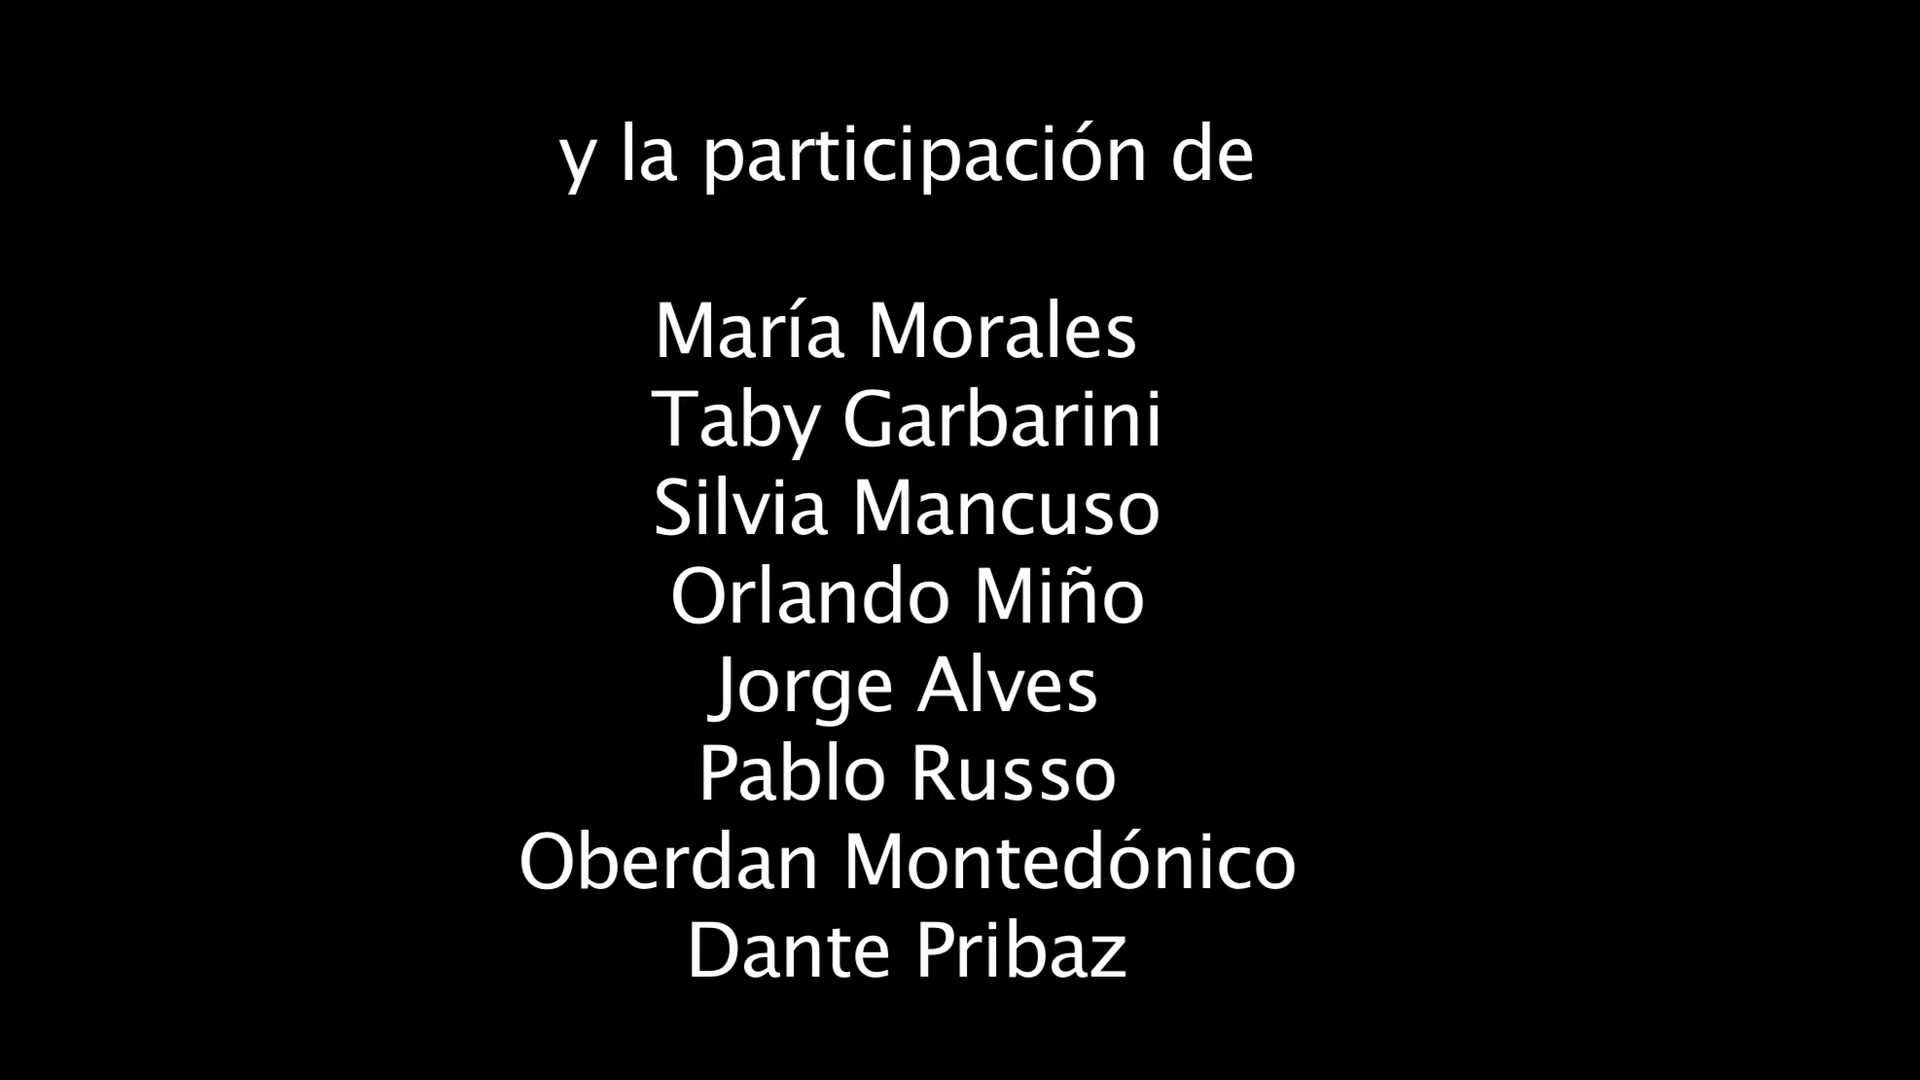 y la participación de
María Morales
Taby Garbarini
Silvia Mancuso
Orlando Miño
Jorge Alves
Pablo Russo
Oberdan Montedónico
Dante Pribaz